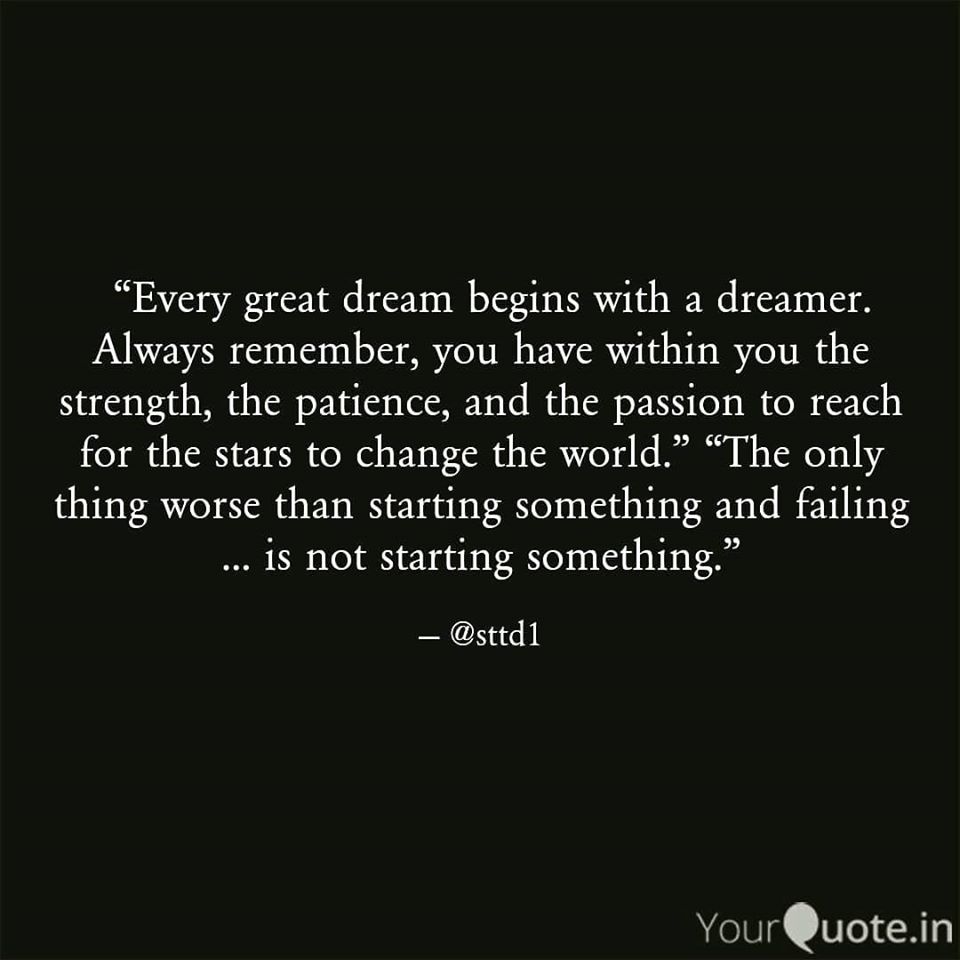 “Every great dream begins with a dreamer.
Always remember, you have within you the
strength, the patience, and the passion to reach
for the stars to change the world.” “The only
thing worse than starting something and failing
... is not starting something.”
– @sttd1
YourQuote.in